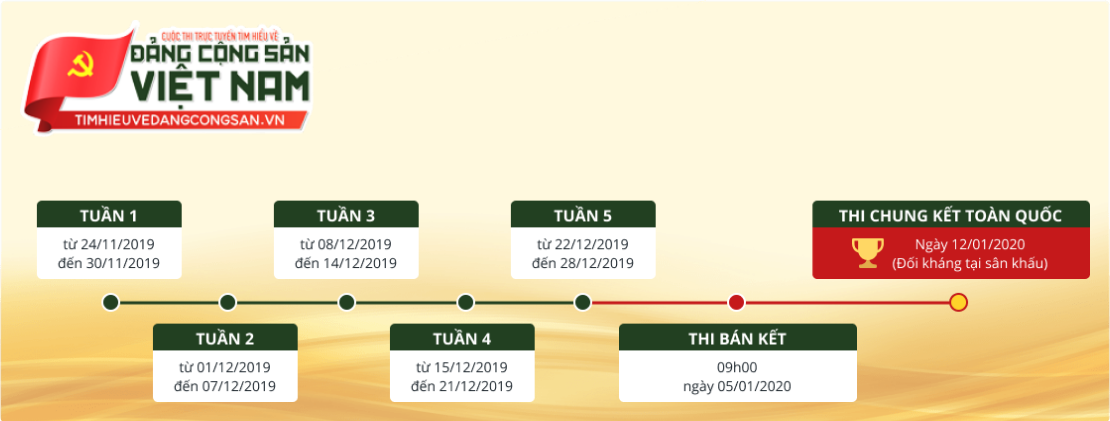 CUỘC THI TRỰC TUYẾN TÌM HIỂU VỀ
ĐẢNG CỘNG SẢN
VIỆT NAM
TIMHIEUVEDANGCONGSAN.VN
TUẦN 1
từ 24/11/2019
đến 30/11/2019
TUẦN 2
từ 01/12/2019
đến 07/12/2019
TUẦN 3
từ 08/12/2019
đến 14/12/2019
TUẦN 4
từ 15/12/2019
đến 21/12/2019
TUẦN 5
từ 22/12/2019
đến 28/12/2019
THI BÁN KẾT
09h00
ngày 05/01/2020
THI CHUNG KẾT TOÀN QUỐC
Ngày 12/01/2020
(Đối kháng tại sân khấu)